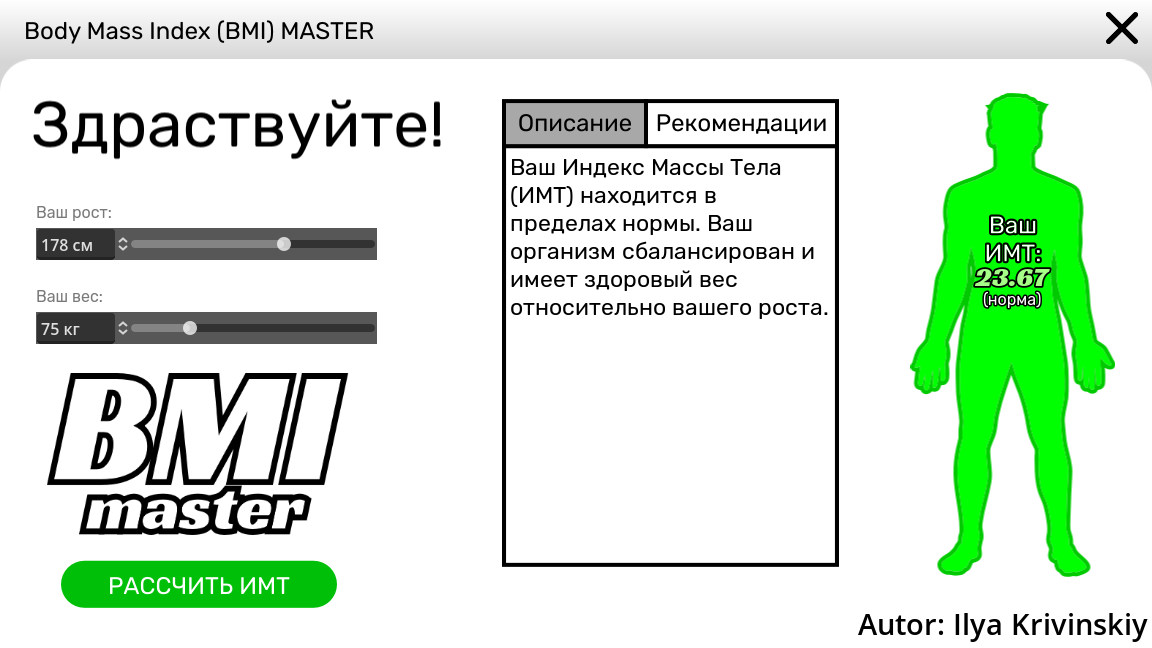 Body Mass Index (BMI) MASTER
Здраствуйте!
Ваш рост:
178 см
Ваш вес:
75 кг
BMI
master
РАССЧИТЬ ИМТ
Описание
Рекомендации
Ваш Индекс Массы Тела
(ИМТ) находится в
пределах нормы. Ваш
организм сбалансирован и
имеет здоровый вес
относительно вашего роста.
Ваш
ИМТ:
23.67
(норма)
Autor: Ilya Krivinskiy